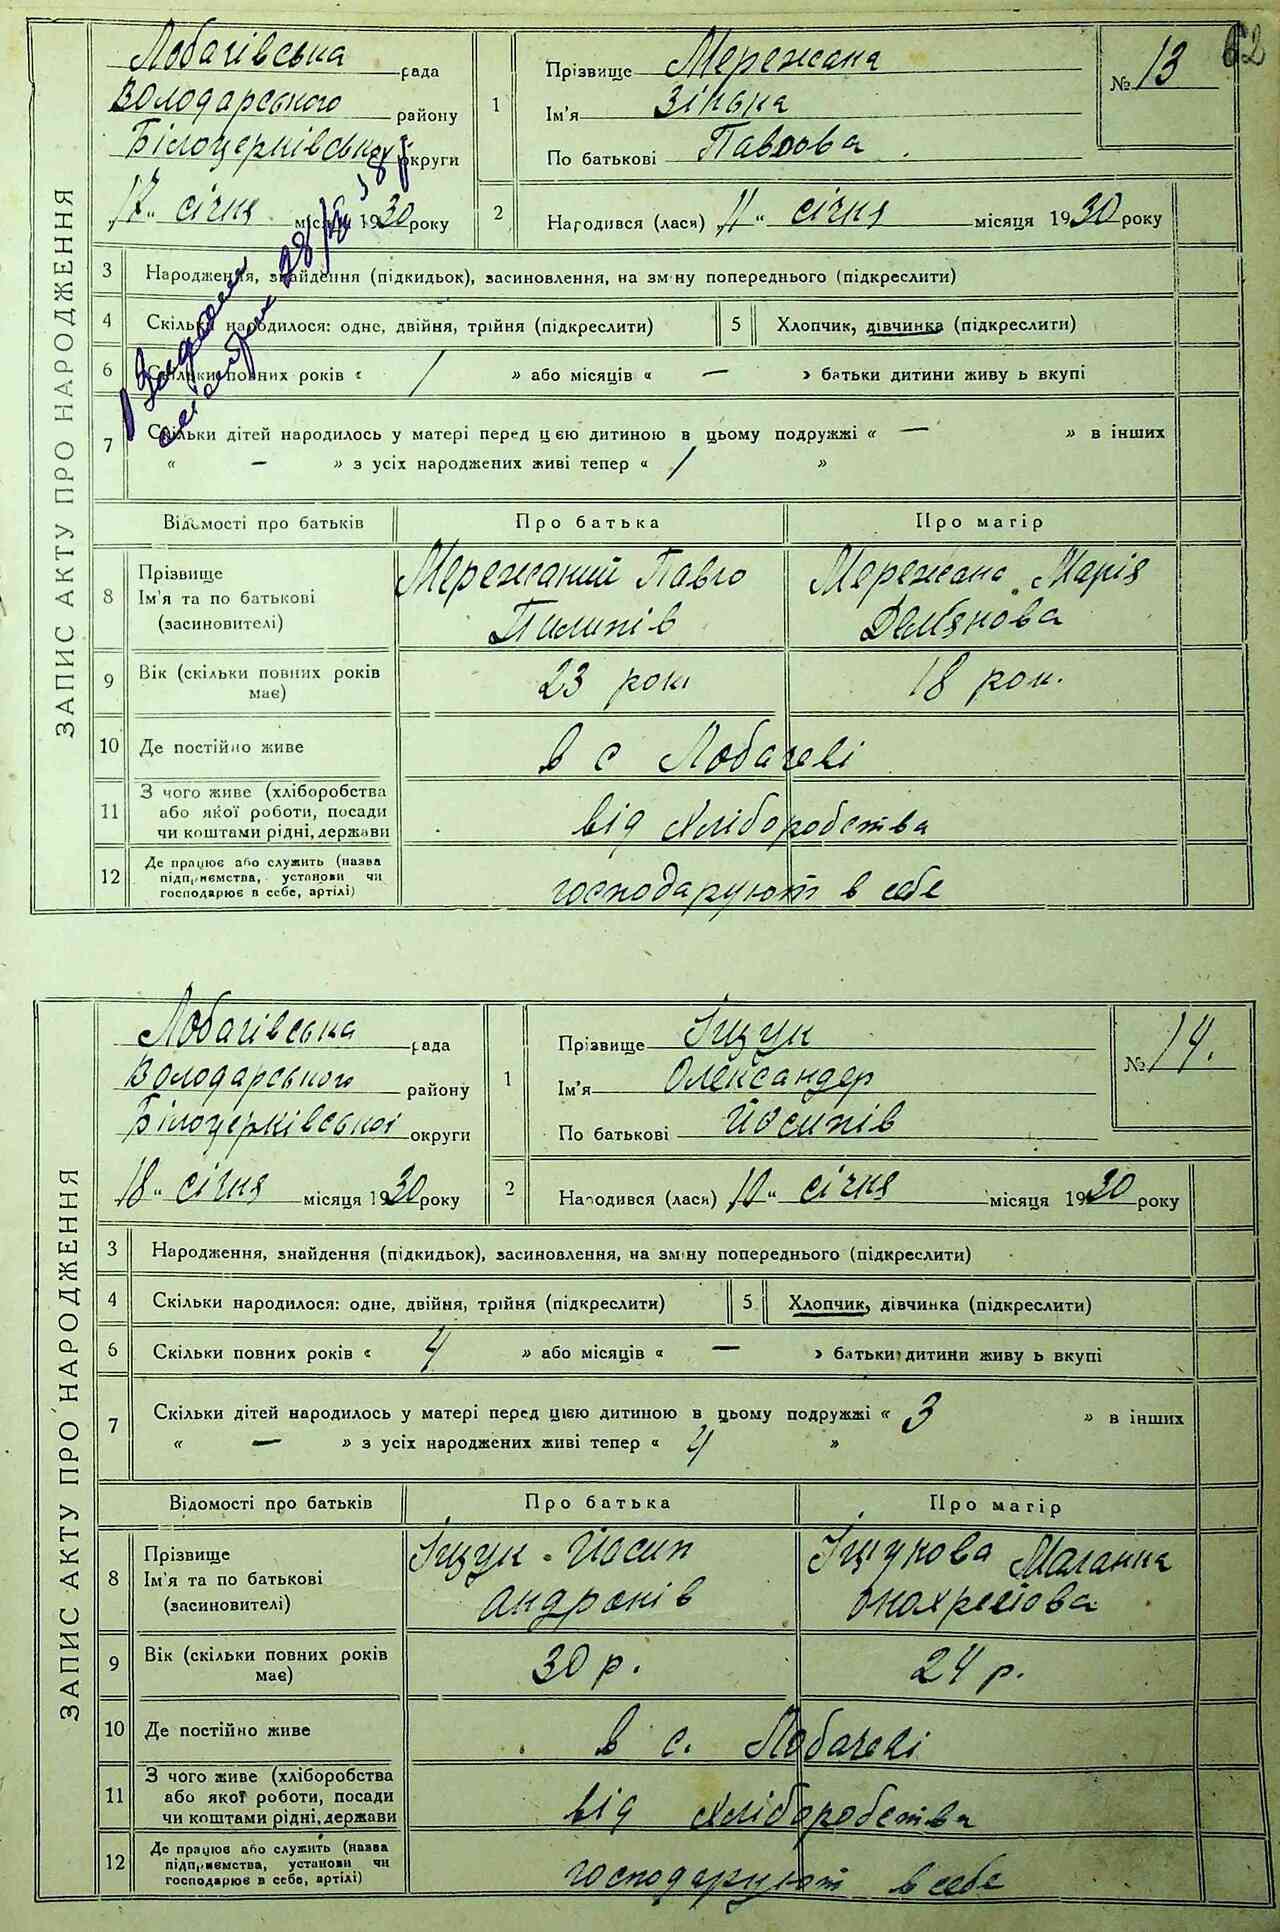 62
ЗАПИС АКТУ ПРО НАРОДЖЕННЯ
Лобачівська рада
Володарського району
Білоцерківської округи
17 січня місяця 1930 року
1
Прізвище Мережана
Ім'я Зінька
По батькові Павлова
№ 13
2
Нагодився (лася) 11 січня місяця 1930 року
3 Народження, знайдення (підкидьок), засиновлення, на зміну попереднього (підкреслити)
4 Скільки народилося: одне, двійня, трійня (підкреслити) 5 Хлопчик, дівчинка (підкреслити)
6 Скільки повних років « 1 » або місяців « — » батьки дитини живу ь вкупі
7 Скільки дітей народилось у матері перед цією дитиною в цьому подружжі « — » в інших
« — » з усіх народжених живі тепер « 1 »
Відомості про батьків Про батька Про матір
8 Прізвище Ім'я та по батькові (засиновителі) Мережаний Павло Пилипів Мережана Марія Демянова
9 Вік (скільки повних років має) 23 роки 18 рок.
10 Де постійно живе в с Лобачеві
11 З чого живе (хліборобства або якої роботи, посади чи коштами рідні, держави від хліборобства
12 Де працює або служить (назва підприємства, установи чи господарює в себе, артілі) господарюют в себе
ЗАПИС АКТУ ПРО НАРОДЖЕННЯ
Лобачівська рада
Володарського району
Білоцерківської округи
18 січня місяця 1930 року
1
Прізвище Іщук
Ім'я Олександер
По батькові Йосипів
№ 14.
2
Народився (лася) 10 січня місяця 1930 року
3 Народження, знайдення (підкидьок), засиновлення, на зміну попереднього (підкреслити)
4 Скільки народилося: одне, двійня, трійня (підкреслити) 5 Хлопчик, дівчинка (підкреслити)
6 Скільки повних років « 4 » або місяців « — » батьки дитини живу ь вкупі
7 Скільки дітей народилось у матері перед цією дитиною в цьому подружжі « 3 » в інших
« — » з усіх народжених живі тепер « 4 »
Відомості про батьків Про батька Про матір
8 Прізвище Ім'я та по батькові (засиновителі) Іщук Йосип Андронів Іщукова Маланка
9 Вік (скільки повних років має) 30 р. 24 р.
10 Де постійно живе в с. Лобачеві
11 З чого живе (хліборобства або якої роботи, посади чи коштами рідні, держави від хліборобства
12 Де працює або служить (назва підприємства, установи чи господарює в себе, артілі) господарюют в себе